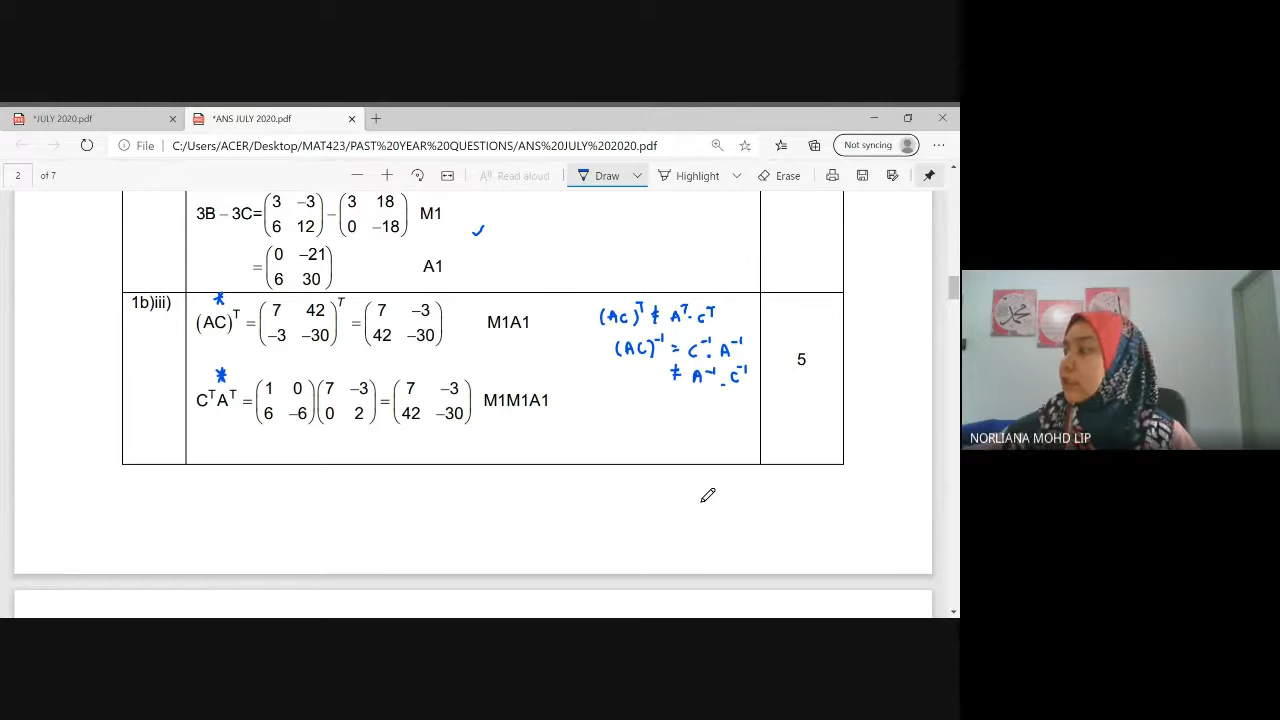 *JULY 2020.pdf
*ANS JULY 2020.pdf
File
C:/Users/ACER/Desktop/MAT423/PAST%20YEAR%20QUESTIONS/ANS%20JULY%202020.pdf
Not syncing
2 of 7
Read aloud
Draw
Highlight
Erase
3B – 3C= (3 −3; 6 12) − (3 18; 0 −18) M1
= (0 −21; 6 30) A1
1b)iii)
*
(AC)ᵀ = (7 42; −3 −30)ᵀ = (7 −3; 42 −30) M1A1
*
CᵀAᵀ = (1 0; 6 −6)(7 −3; 0 2) = (7 −3; 42 −30) M1M1A1
(AC)ᵀ ≠ Aᵀ · Cᵀ
(AC)⁻¹ = C⁻¹ . A⁻¹
≠ A⁻¹ . C⁻¹
5
NORLIANA MOHD LIP